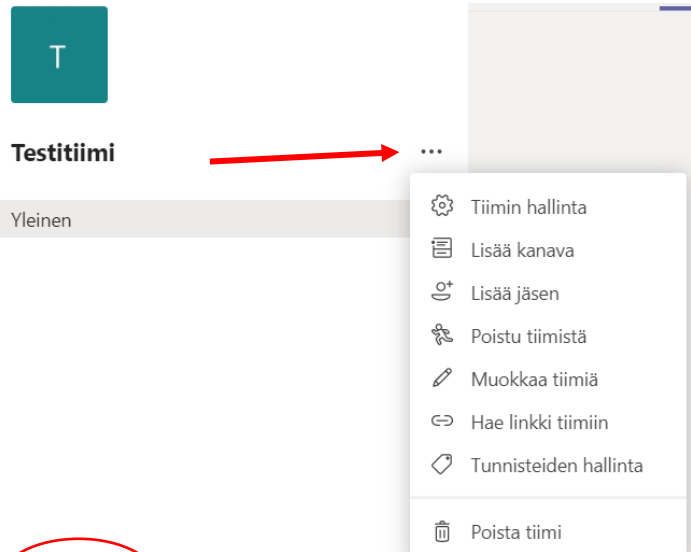 T
Testitiimi
...
Yleinen
Tiimin hallinta
Lisää kanava
Lisää jäsen
Poistu tiimistä
Muokkaa tiimiä
Hae linkki tiimiin
Tunnisteiden hallinta
Poista tiimi